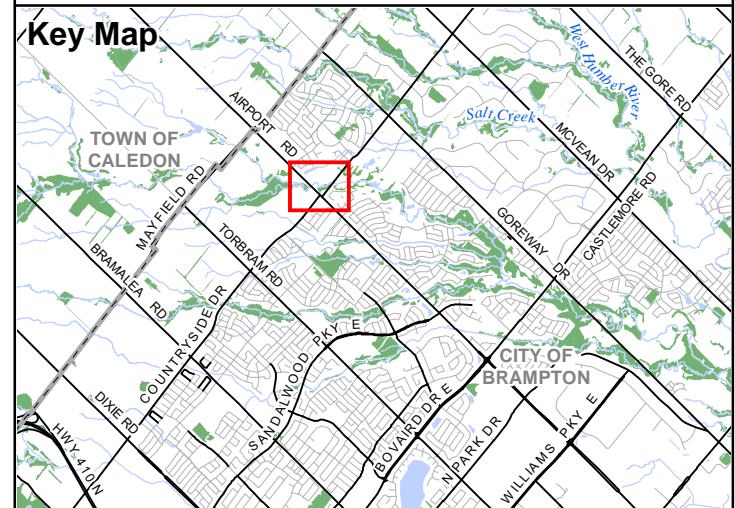 Key Map
THE GORE RD
West Humber River
AIRPORT RD
Salt Creek
MCVEAN DR
TOWN OF
CALEDON
MAYFIELD RD
CASTLEMORE RD
GOREWAY DR
TORBRAM RD
BRAMALEA RD
COUNTRYSIDE DR
SANDALWOOD PKY E
CITY OF
BRAMPTON
DIXIE RD
BOVAIRD DR E
N PARK DR
WILLIAMS PKY E
HWY 410 N